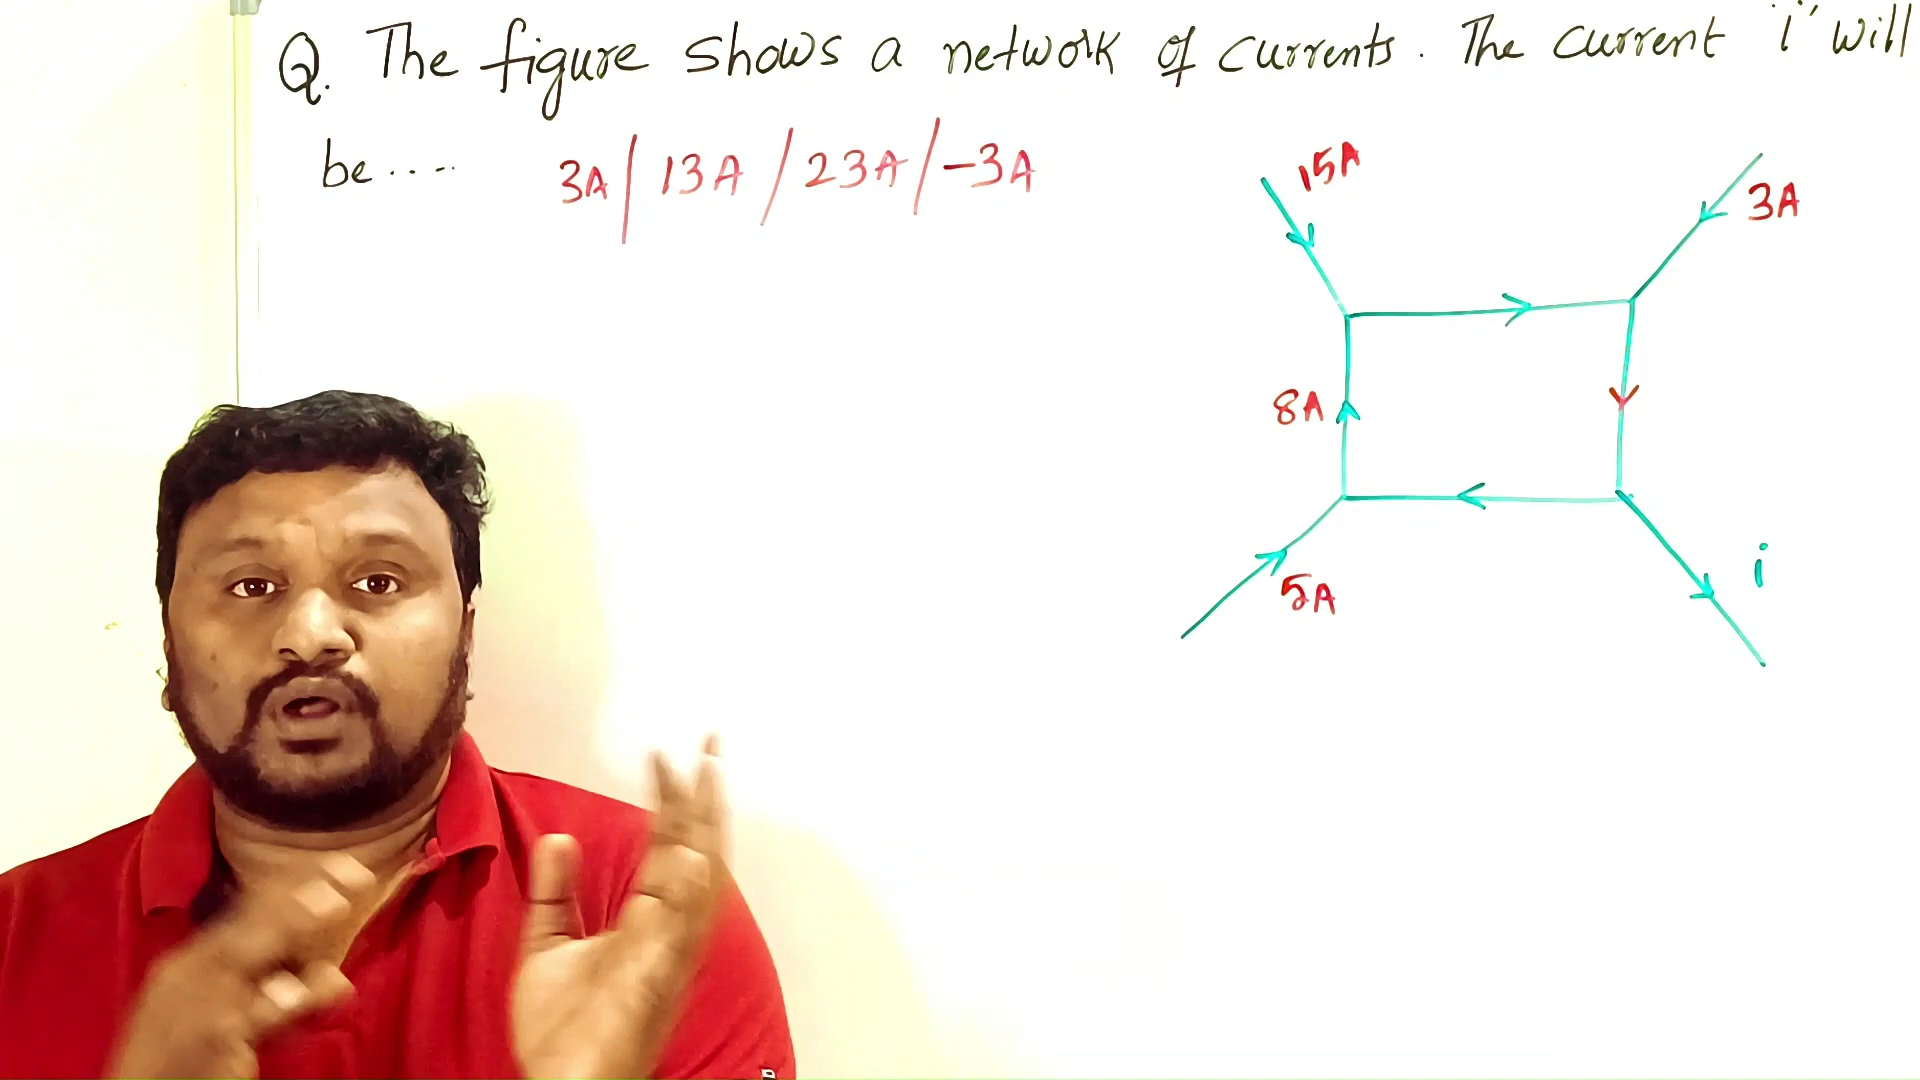 Q. The figure shows a network of currents. The current 'i' will
be.....
3A / 13A / 23A / -3A
15A
3A
8A
5A
i